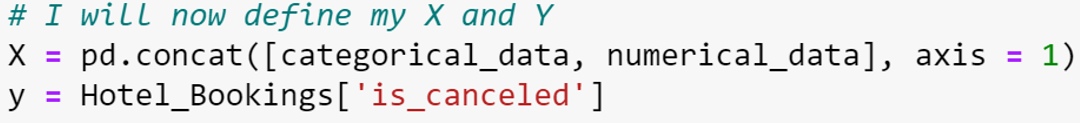 # I will now define my X and Y
X = pd.concat([categorical_data, numerical_data], axis = 1)
y = Hotel_Bookings['is_canceled']